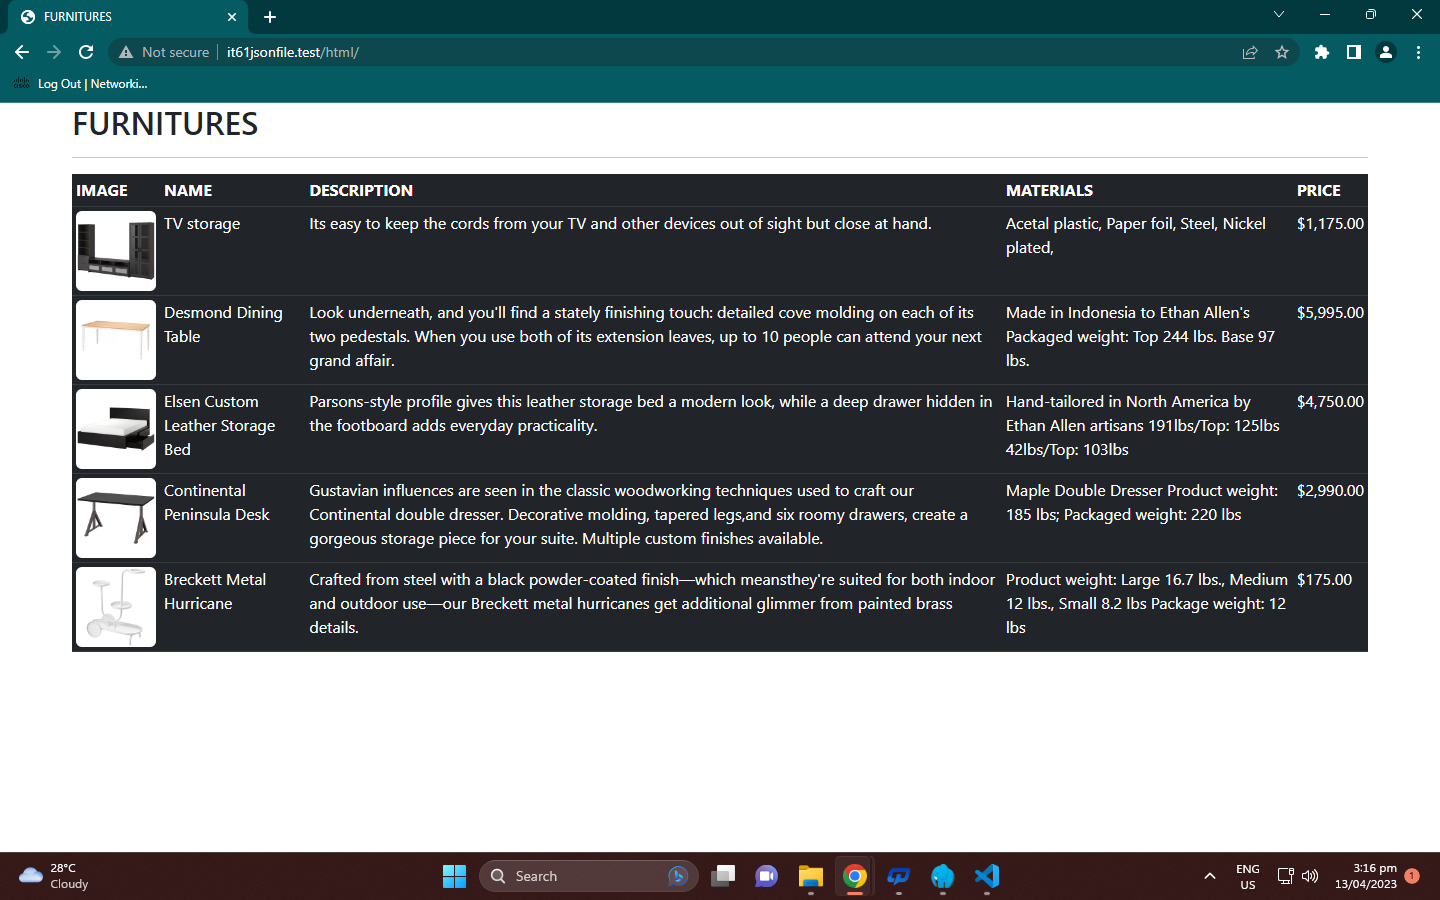 FURNITURES
Not secure
it61jsonfile.test/html/
Log Out | Networki...
FURNITURES
IMAGE NAME DESCRIPTION MATERIALS PRICE
TV storage
Its easy to keep the cords from your TV and other devices out of sight but close at hand.
Acetal plastic, Paper foil, Steel, Nickel
plated,
$1,175.00
Desmond Dining
Table
Look underneath, and you'll find a stately finishing touch: detailed cove molding on each of its
two pedestals. When you use both of its extension leaves, up to 10 people can attend your next
grand affair.
Made in Indonesia to Ethan Allen's
Packaged weight: Top 244 lbs. Base 97
lbs.
$5,995.00
Elsen Custom
Leather Storage
Bed
Parsons-style profile gives this leather storage bed a modern look, while a deep drawer hidden in
the footboard adds everyday practicality.
Hand-tailored in North America by
Ethan Allen artisans 191lbs/Top: 125lbs
42lbs/Top: 103lbs
$4,750.00
Continental
Peninsula Desk
Gustavian influences are seen in the classic woodworking techniques used to craft our
Continental double dresser. Decorative molding, tapered legs,and six roomy drawers, create a
gorgeous storage piece for your suite. Multiple custom finishes available.
Maple Double Dresser Product weight:
185 lbs; Packaged weight: 220 lbs
$2,990.00
Breckett Metal
Hurricane
Crafted from steel with a black powder-coated finish—which meansthey're suited for both indoor
and outdoor use—our Breckett metal hurricanes get additional glimmer from painted brass
details.
Product weight: Large 16.7 lbs., Medium
12 lbs., Small 8.2 lbs Package weight: 12
lbs
$175.00
28°C
Cloudy
Search
ENG
US
3:16 pm
13/04/2023
1